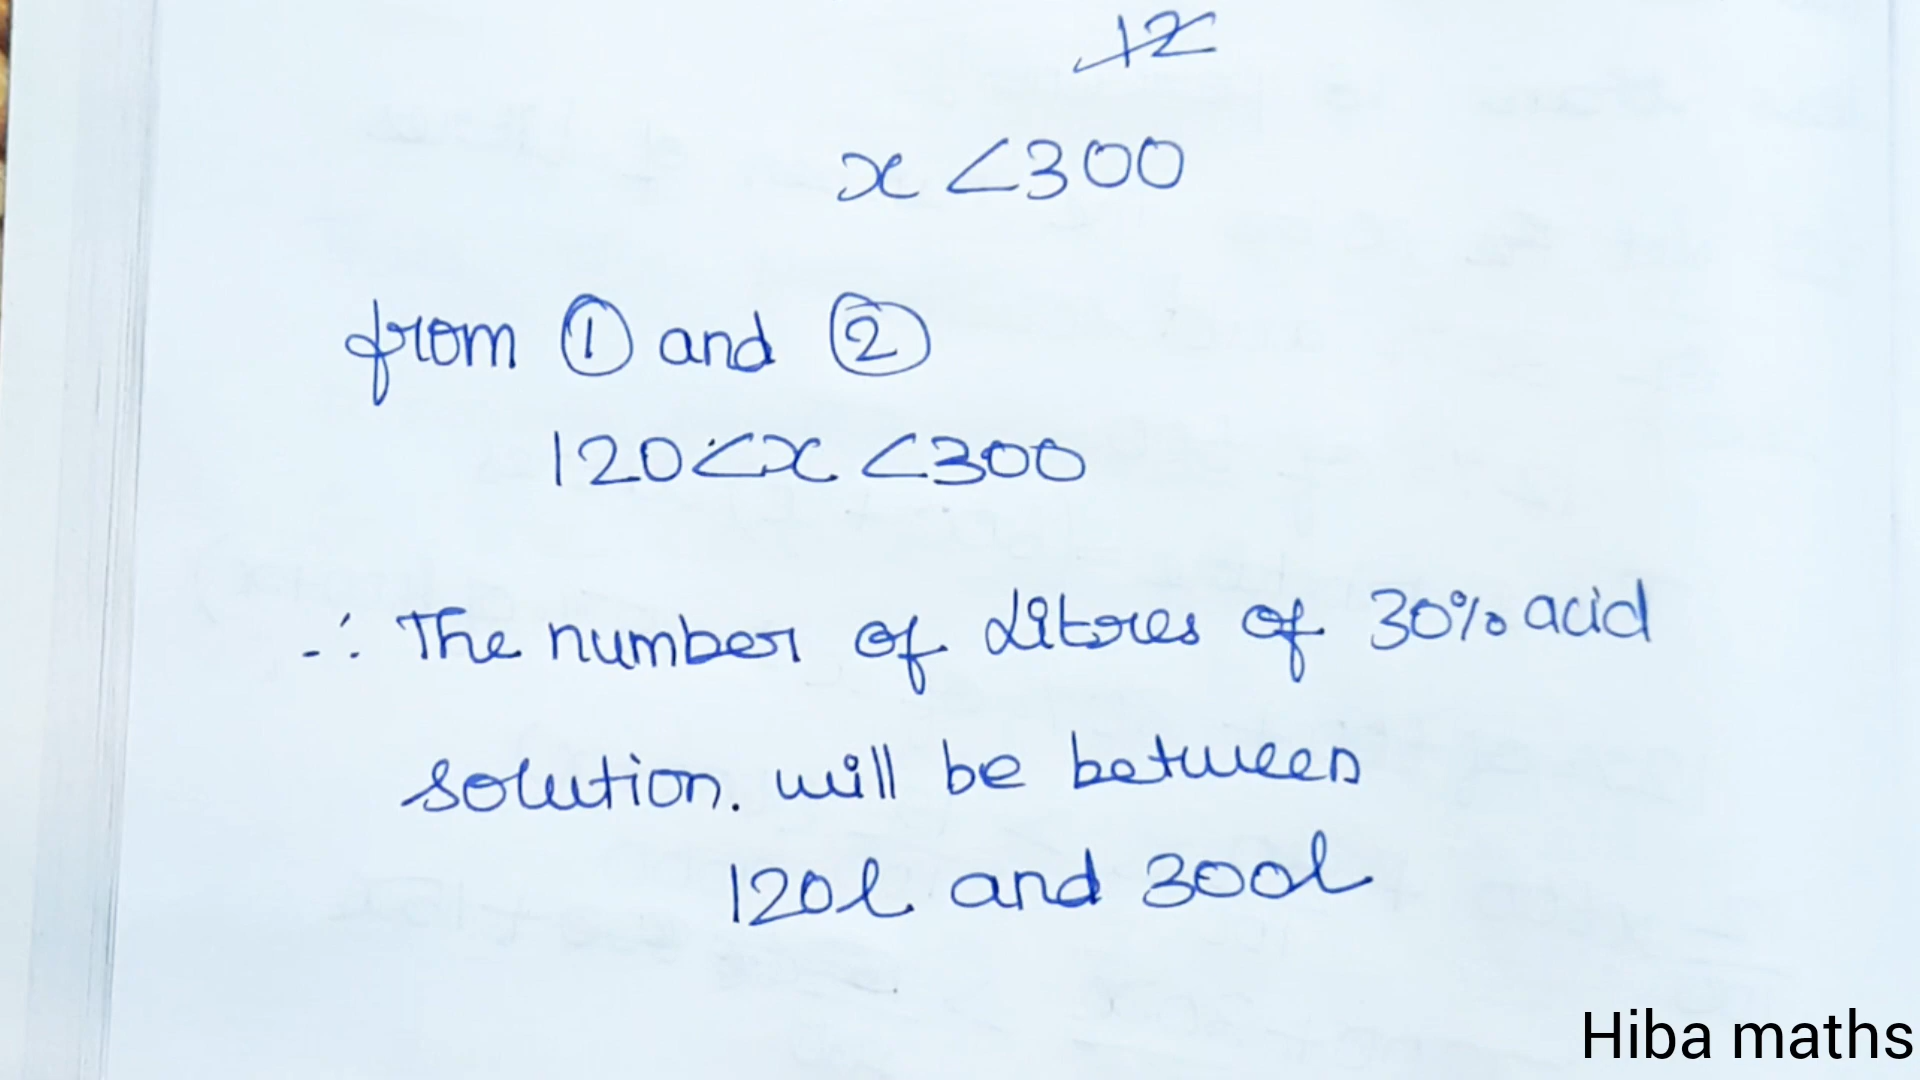 12
x < 300
from ① and ②
120 < x < 300
∴ The number of Litres of 30% acid
solution. will be between
120l and 300l
Hiba maths